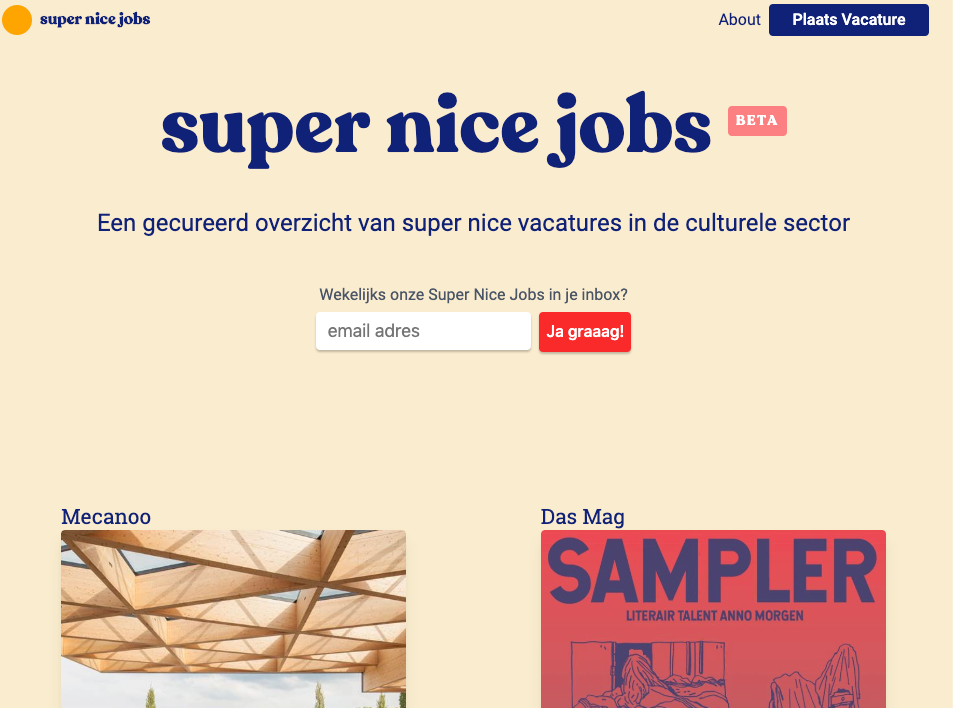 super nice jobs
About
Plaats Vacature
super nice jobs
BETA
Een gecureerd overzicht van super nice vacatures in de culturele sector
Wekelijks onze Super Nice Jobs in je inbox?
email adres
Ja graaag!
Mecanoo
Das Mag
SAMPLER
LITERAIR TALENT ANNO MORGEN